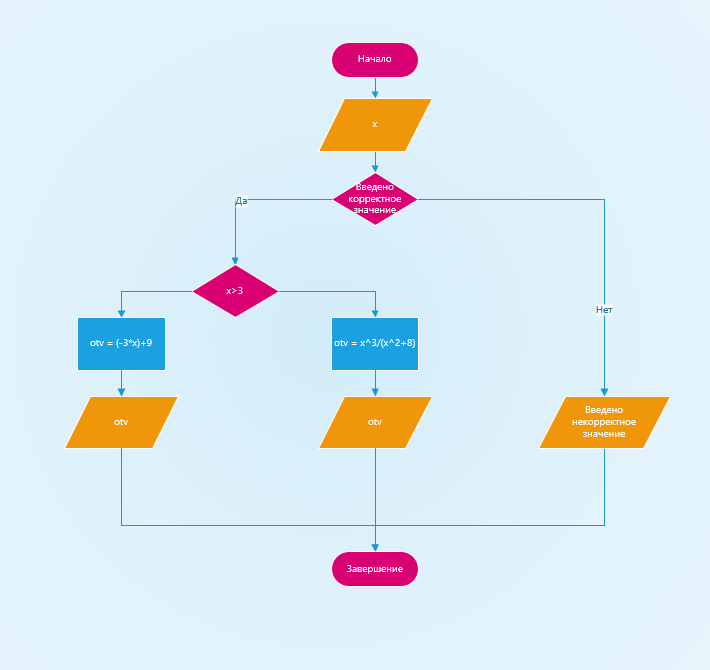 Начало
x
Введено
корректное
значение
Да
x>3
Нет
otv = (-3*x)+9
otv = x^3/(x^2+8)
otv
otv
Введено
некорректное
значение
Завершение